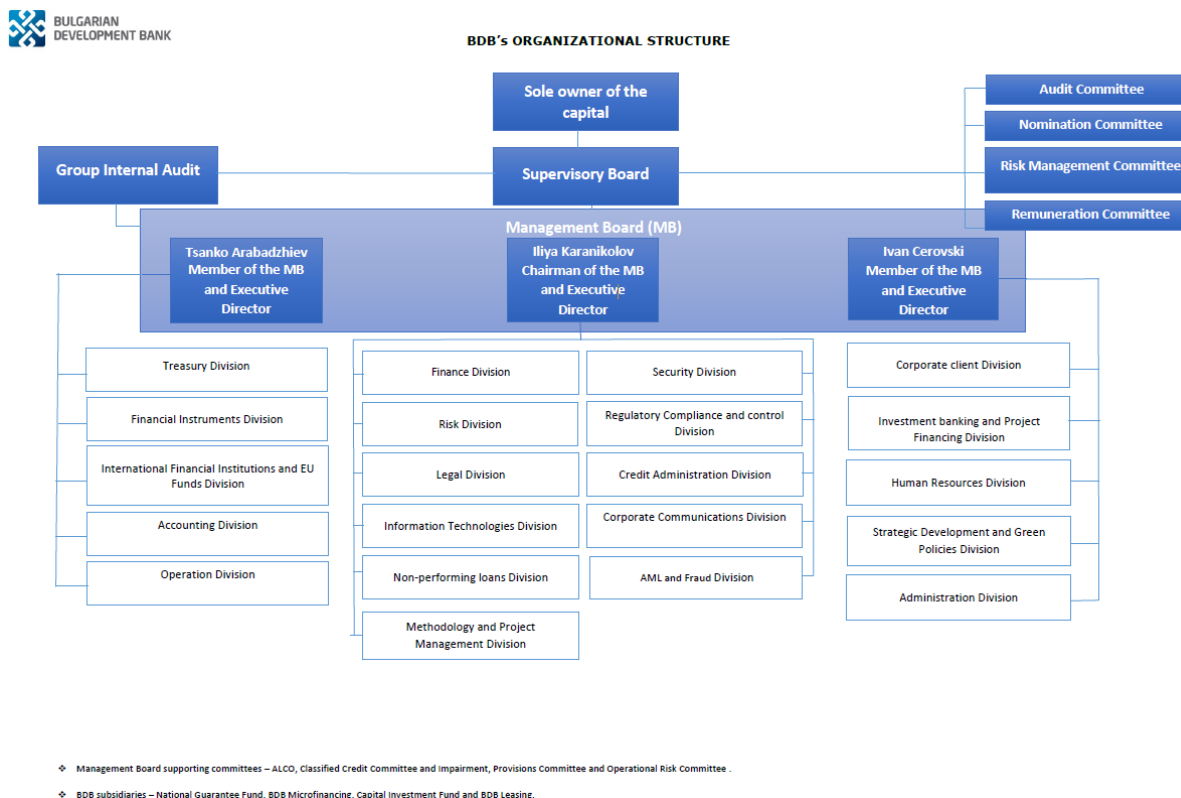 BULGARIAN
DEVELOPMENT BANK
BDB's ORGANIZATIONAL STRUCTURE
Sole owner of the
capital
Audit Committee
Nomination Committee
Risk Management Committee
Remuneration Committee
Group Internal Audit
Supervisory Board
Management Board (MB)
Tsanko Arabadzhiev
Member of the MB
and Executive
Director
Iliya Karanikolov
Chairman of the MB
and Executive
Director
Ivan Cerovski
Member of the MB
and Executive
Director
Treasury Division
Financial Instruments Division
International Financial Institutions and EU
Funds Division
Accounting Division
Operation Division
Finance Division
Risk Division
Legal Division
Information Technologies Division
Non-performing loans Division
Methodology and Project
Management Division
Security Division
Regulatory Compliance and control
Division
Credit Administration Division
Corporate Communications Division
AML and Fraud Division
Corporate client Division
Investment banking and Project
Financing Division
Human Resources Division
Strategic Development and Green
Policies Division
Administration Division
❖ Management Board supporting committees – ALCO, Classified Credit Committee and Impairment, Provisions Committee and Operational Risk Committee .
❖ BDB subsidiaries – National Guarantee Fund, BDB Microfinancing, Capital Investment Fund and BDB Leasing.